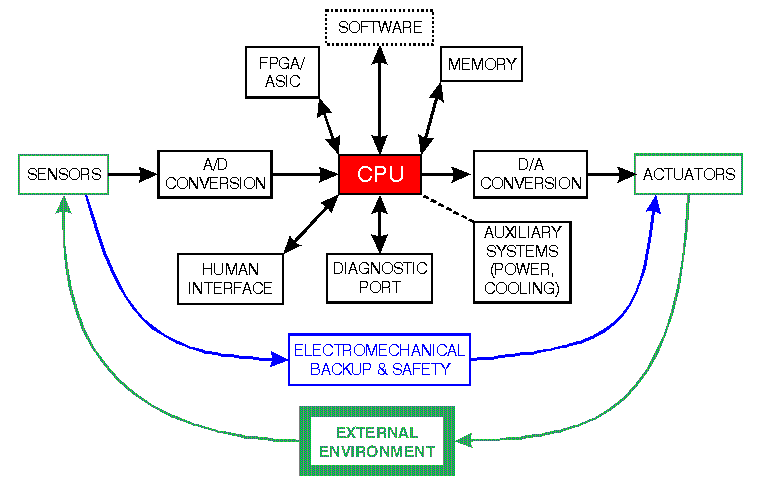 SOFTWARE
FPGA/
ASIC
MEMORY
SENSORS
A/D
CONVERSION
CPU
D/A
CONVERSION
ACTUATORS
HUMAN
INTERFACE
DIAGNOSTIC
PORT
AUXILIARY
SYSTEMS
(POWER,
COOLING)
ELECTROMECHANICAL
BACKUP & SAFETY
EXTERNAL
ENVIRONMENT